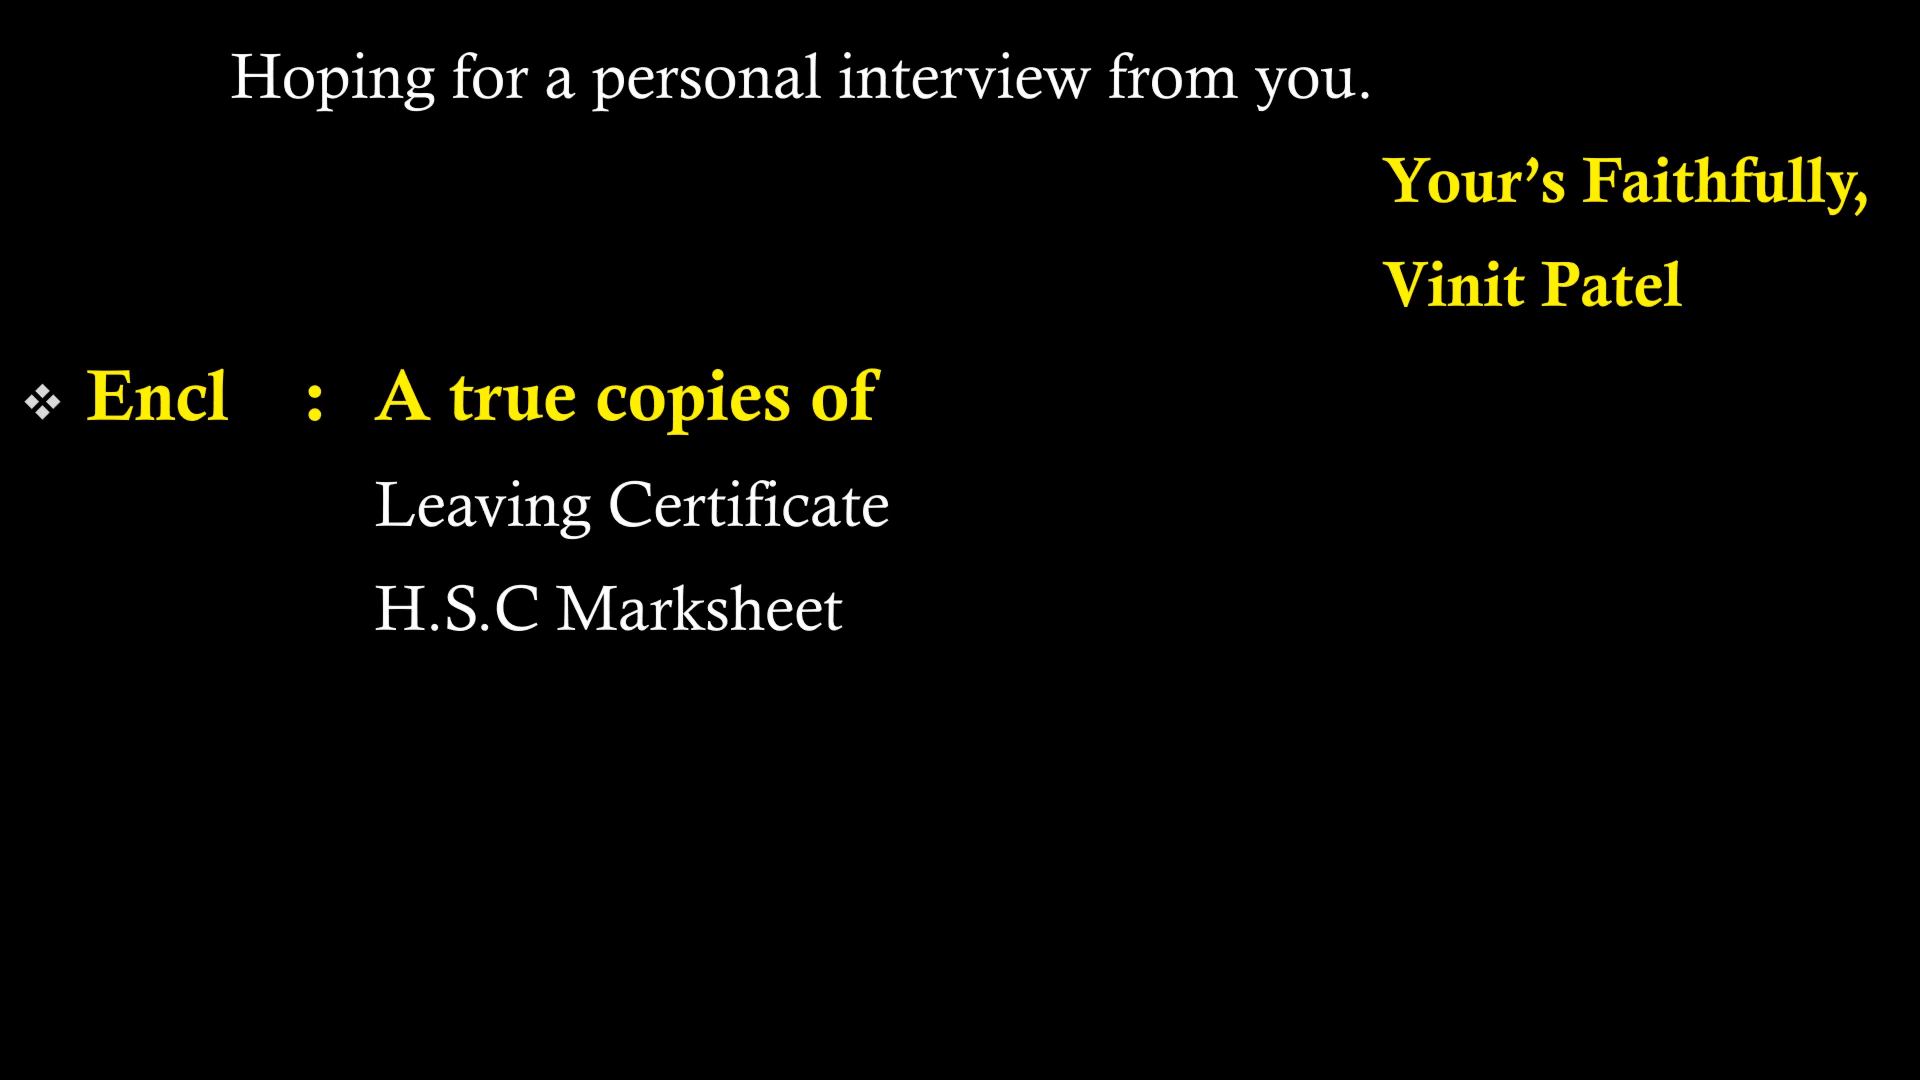 Hoping for a personal interview from you.
Your’s Faithfully,
Vinit Patel
❖ Encl : A true copies of
Leaving Certificate
H.S.C Marksheet